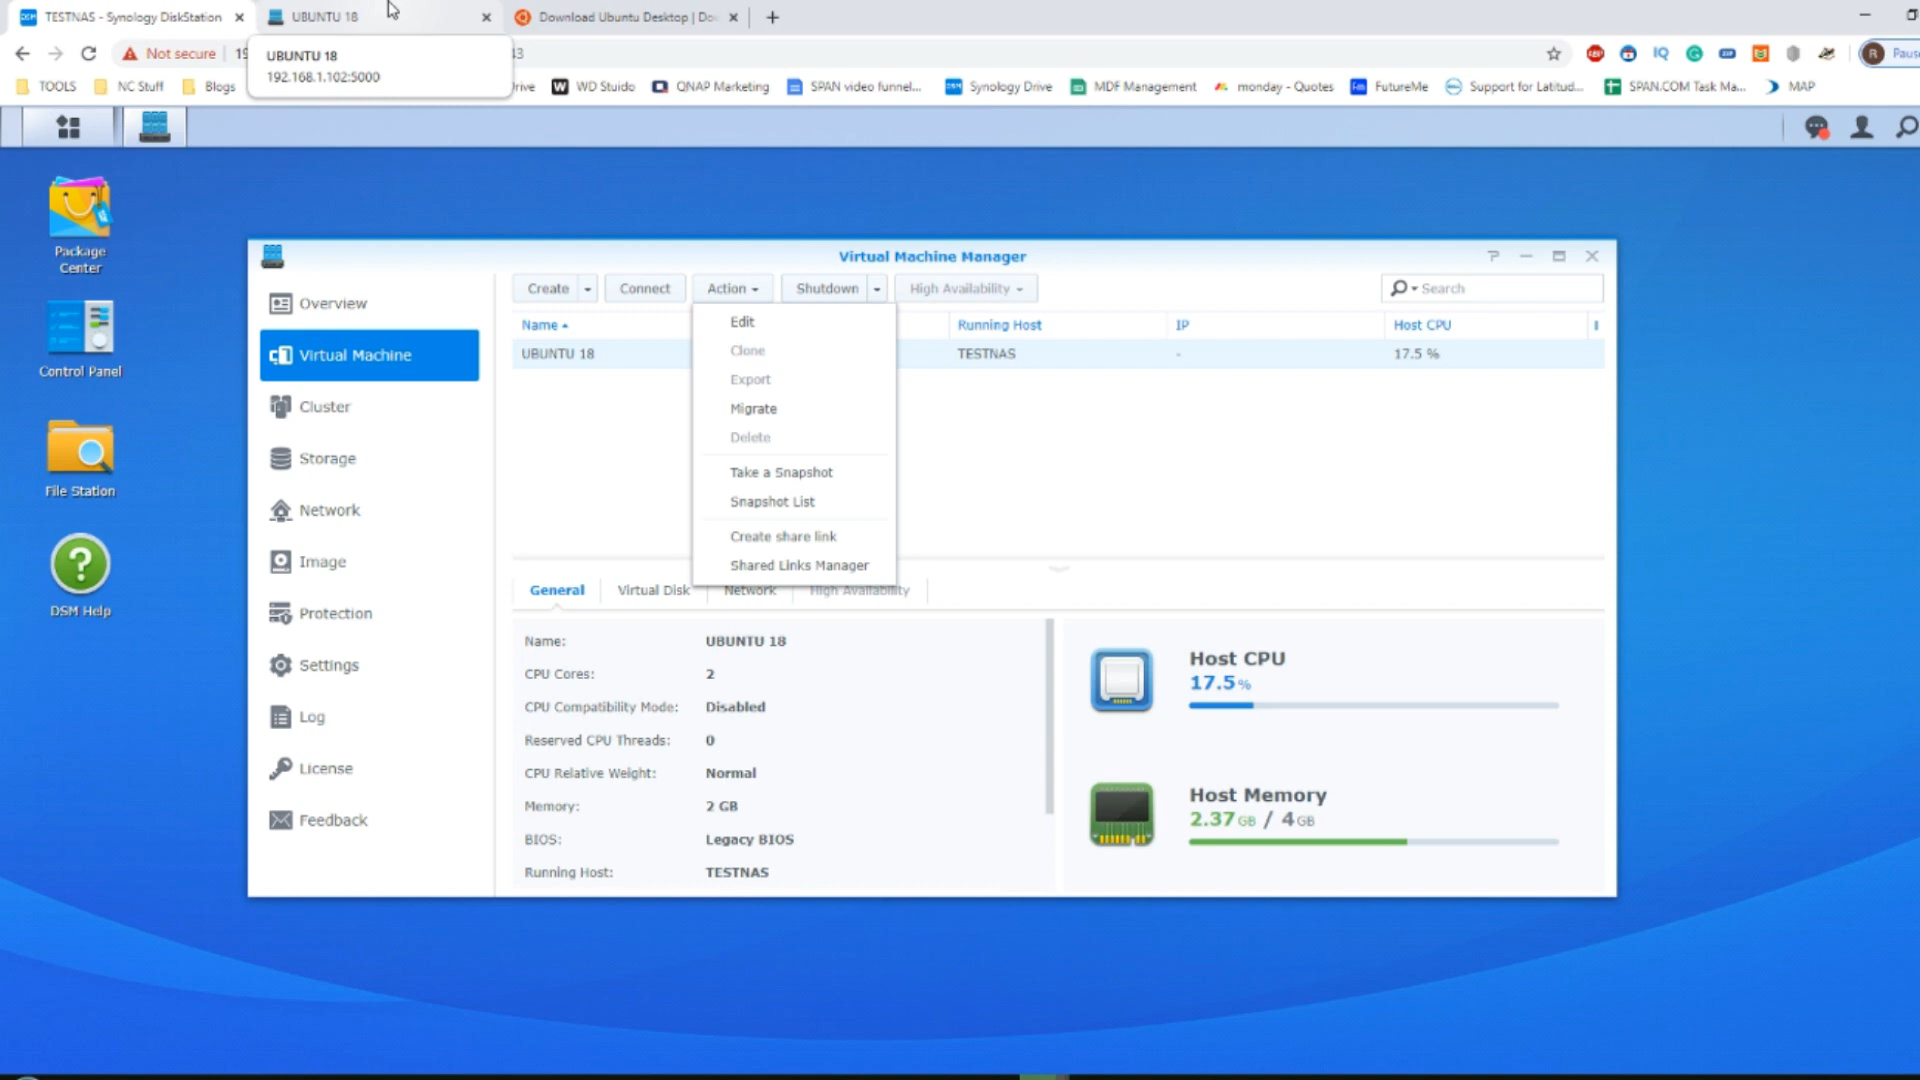 TESTNAS - Synology DiskStation
UBUNTU 18
Download Ubuntu Desktop | Do
Not secure
19
43
Paus
UBUNTU 18
192.168.1.102:5000
TOOLS
NC Stuff
Blogs
rive
WD Stuido
QNAP Marketing
SPAN video funnel...
Synology Drive
MDF Management
monday - Quotes
FutureMe
Support for Latitud...
SPAN.COM Task Ma...
MAP
Package
Center
Control Panel
File Station
DSM Help
Virtual Machine Manager
Overview
Virtual Machine
Cluster
Storage
Network
Image
Protection
Settings
Log
License
Feedback
Create
Connect
Action
Shutdown
High Availability
Search
Name
Running Host
IP
Host CPU
UBUNTU 18
TESTNAS
-
17.5 %
Edit
Clone
Export
Migrate
Delete
Take a Snapshot
Snapshot List
Create share link
Shared Links Manager
General
Virtual Disk
Network
High Availability
Name: UBUNTU 18
CPU Cores: 2
CPU Compatibility Mode: Disabled
Reserved CPU Threads: 0
CPU Relative Weight: Normal
Memory: 2 GB
BIOS: Legacy BIOS
Running Host: TESTNAS
Host CPU
17.5 %
Host Memory
2.37 GB / 4 GB